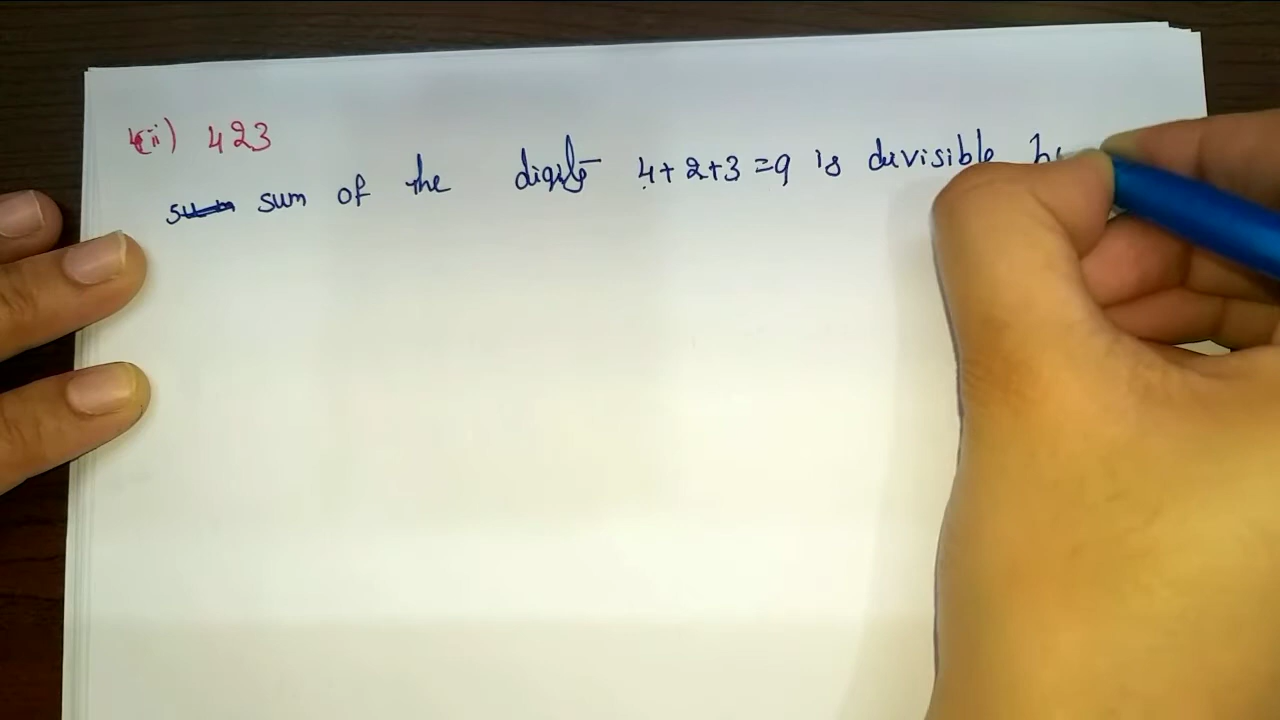 (ii) 423
sum of the digits 4+2+3=9 is divisible